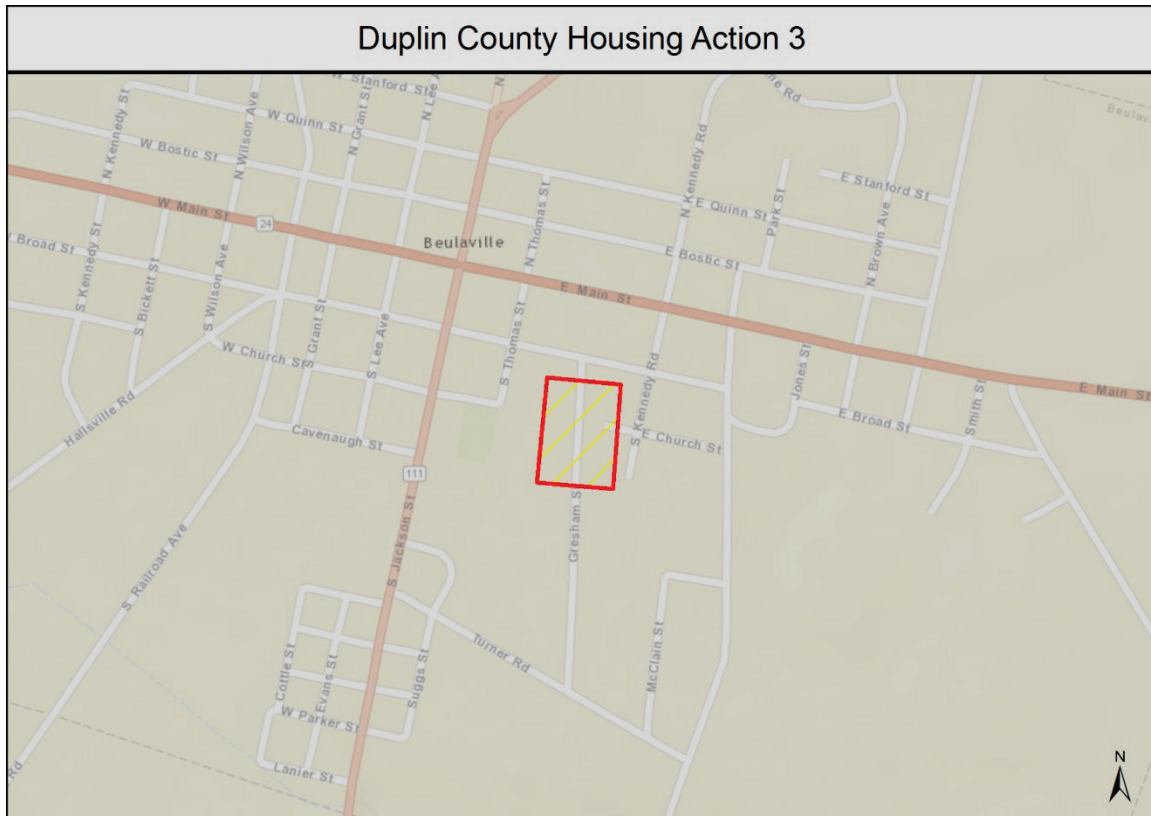 Duplin County Housing Action 3
W Stanford St
N Lee A
N
ne Rd
Beulav
N Kennedy St
W Quinn St
N Wilson Ave
N Grant St
W Bostic St
N Kennedy Rd
Park St
E Stanford St
W Main St
24
N Thomas St
E Quinn St
N Brown Ave
W Broad St
Beulaville
E Bostic St
S Kennedy St
S Bickett St
S Wilson Ave
E Main St
S Grant St
S Thomas St
W Church St
S Lee Ave
S Kennedy Rd
Jones St
Smith St
E Main St
Hallsville Rd
Cavenaugh St
E Church St
E Broad St
111
Gresham S
S Jackson St
S Railroad Ave
Turner Rd
McClain St
Cottle St
Evans St
Suggs St
W Parker St
Lanier St
Rd
N